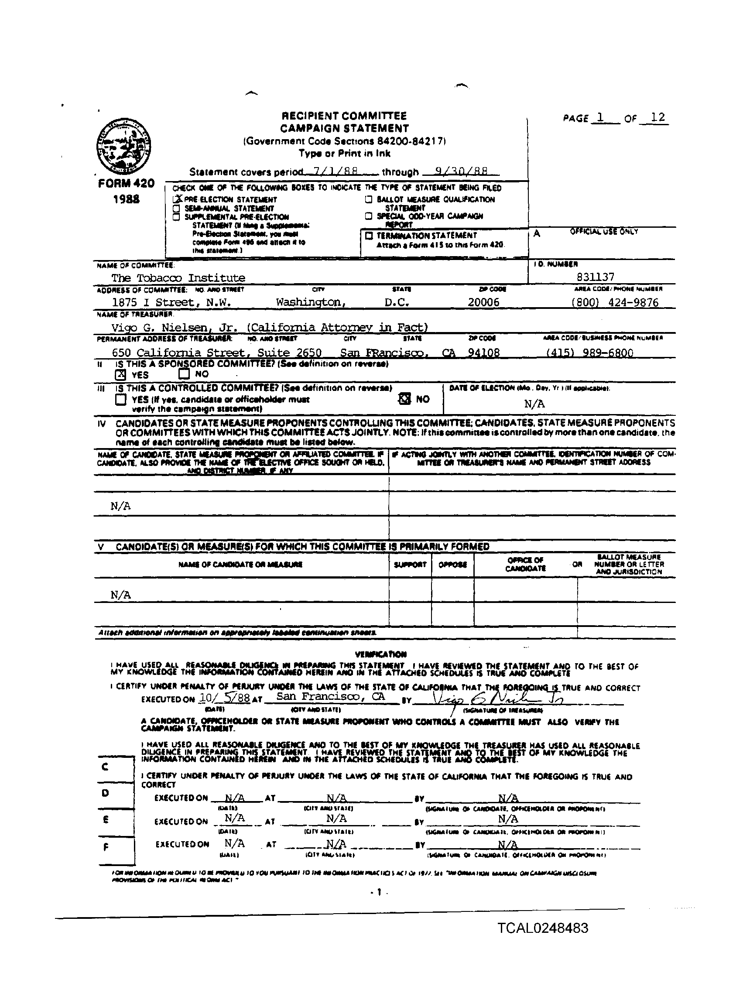 RECIPIENT COMMITTEE
CAMPAIGN STATEMENT
(Government Code Sections 84200-84217)
Type or Print in Ink
PAGE 1 OF 12
Statement covers period 7/1/88 through 9/30/88
FORM 420
1988
CHECK ONE OF THE FOLLOWING BOXES TO INDICATE THE TYPE OF STATEMENT BEING FILED
X PRE ELECTION STATEMENT
SEMI-ANNUAL STATEMENT
SUPPLEMENTAL PRE-ELECTION
STATEMENT (If filing a Supplemental
Pre-Election Statement, you must
complete Form 496 and attach it to
this statement)
BALLOT MEASURE QUALIFICATION
STATEMENT
SPECIAL ODD-YEAR CAMPAIGN
REPORT
TERMINATION STATEMENT
Attach a Form 415 to this Form 420.
A OFFICIAL USE ONLY
NAME OF COMMITTEE: I D. NUMBER
The Tobacco Institute 831137
ADDRESS OF COMMITTEE: NO. AND STREET CITY STATE ZIP CODE AREA CODE/PHONE NUMBER
1875 I Street, N.W. Washington, D.C. 20006 (800) 424-9876
NAME OF TREASURER
Vigo G. Nielsen, Jr. (California Attorney in Fact)
PERMANENT ADDRESS OF TREASURER: NO. AND STREET CITY STATE ZIP CODE AREA CODE/BUSINESS PHONE NUMBER
650 California Street, Suite 2650 San FRancisco, CA 94108 (415) 989-6800
II IS THIS A SPONSORED COMMITTEE? (See definition on reverse)
X YES NO
III IS THIS A CONTROLLED COMMITTEE? (See definition on reverse)
YES (If yes, candidate or officeholder must
verify the campaign statement)
X NO
DATE OF ELECTION (Mo., Day, Yr.) (If applicable).
N/A
IV CANDIDATES OR STATE MEASURE PROPONENTS CONTROLLING THIS COMMITTEE; CANDIDATES, STATE MEASURE PROPONENTS
OR COMMITTEES WITH WHICH THIS COMMITTEE ACTS JOINTLY. NOTE: If this committee is controlled by more than one candidate, the
name of each controlling candidate must be listed below.
NAME OF CANDIDATE, STATE MEASURE PROPONENT OR AFFILIATED COMMITTEE. IF
CANDIDATE, ALSO PROVIDE THE NAME OF THE ELECTIVE OFFICE SOUGHT OR HELD,
AND DISTRICT NUMBER, IF ANY
IF ACTING JOINTLY WITH ANOTHER COMMITTEE, IDENTIFICATION NUMBER OF COM-
MITTEE OR TREASURER'S NAME AND PERMANENT STREET ADDRESS
N/A
V CANDIDATE(S) OR MEASURE(S) FOR WHICH THIS COMMITTEE IS PRIMARILY FORMED
NAME OF CANDIDATE OR MEASURE SUPPORT OPPOSE OFFICE OF
CANDIDATE OR BALLOT MEASURE
NUMBER OR LETTER
AND JURISDICTION
N/A
Attach additional information on appropriately labeled continuation sheets.
VERIFICATION
I HAVE USED ALL REASONABLE DILIGENCE IN PREPARING THIS STATEMENT I HAVE REVIEWED THE STATEMENT AND TO THE BEST OF
MY KNOWLEDGE THE INFORMATION CONTAINED HEREIN AND IN THE ATTACHED SCHEDULES IS TRUE AND COMPLETE
I CERTIFY UNDER PENALTY OF PERJURY UNDER THE LAWS OF THE STATE OF CALIFORNIA THAT THE FOREGOING IS TRUE AND CORRECT
EXECUTED ON 10/ 5/88 AT San Francisco, CA BY Vigo G Niel Jr
(DATE) (CITY AND STATE) (SIGNATURE OF TREASURER)
A CANDIDATE, OFFICEHOLDER OR STATE MEASURE PROPONENT WHO CONTROLS A COMMITTEE MUST ALSO VERIFY THE
CAMPAIGN STATEMENT.
I HAVE USED ALL REASONABLE DILIGENCE AND TO THE BEST OF MY KNOWLEDGE THE TREASURER HAS USED ALL REASONABLE
DILIGENCE IN PREPARING THIS STATEMENT I HAVE REVIEWED THE STATEMENT AND TO THE BEST OF MY KNOWLEDGE THE
INFORMATION CONTAINED HEREIN AND IN THE ATTACHED SCHEDULES IS TRUE AND COMPLETE.
I CERTIFY UNDER PENALTY OF PERJURY UNDER THE LAWS OF THE STATE OF CALIFORNIA THAT THE FOREGOING IS TRUE AND
CORRECT
C
D EXECUTED ON N/A AT N/A BY N/A
(DATE) (CITY AND STATE) (SIGNATURE OF CANDIDATE, OFFICEHOLDER OR PROPONENT)
E EXECUTED ON N/A AT N/A BY N/A
(DATE) (CITY AND STATE) (SIGNATURE OF CANDIDATE, OFFICEHOLDER OR PROPONENT)
F EXECUTED ON N/A AT N/A BY N/A
(DATE) (CITY AND STATE) (SIGNATURE OF CANDIDATE, OFFICEHOLDER OR PROPONENT)
FOR INFORMATION REQUIRED TO BE PROVIDED TO YOU PURSUANT TO THE INFORMATION PRACTICES ACT OF 1977, SEE "INFORMATION MANUAL ON CAMPAIGN DISCLOSURE
PROVISIONS OF THE POLITICAL REFORM ACT"
- 1 -
TCAL0248483